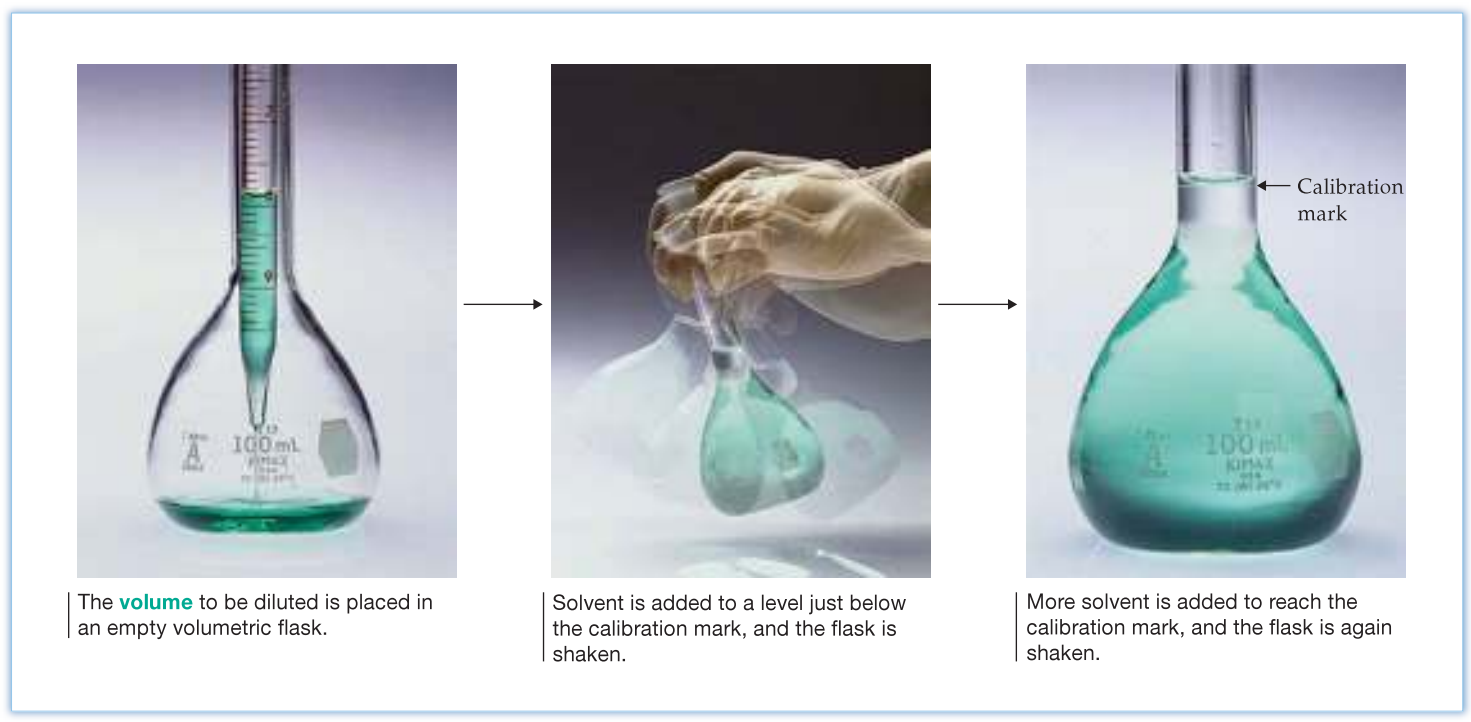 100 mL
KIMAX
A
Calibration
mark
100 mL
KIMAX
A
The volume to be diluted is placed in
an empty volumetric flask.
Solvent is added to a level just below
the calibration mark, and the flask is
shaken.
More solvent is added to reach the
calibration mark, and the flask is again
shaken.